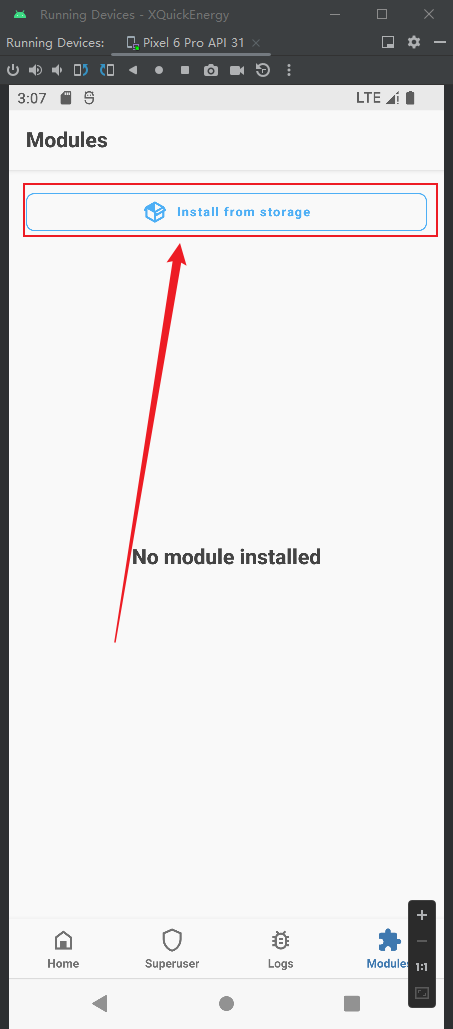 Running Devices - XQuickEnergy
Running Devices: Pixel 6 Pro API 31
3:07 LTE
Modules
Install from storage
No module installed
Home Superuser Logs Modules
1:1